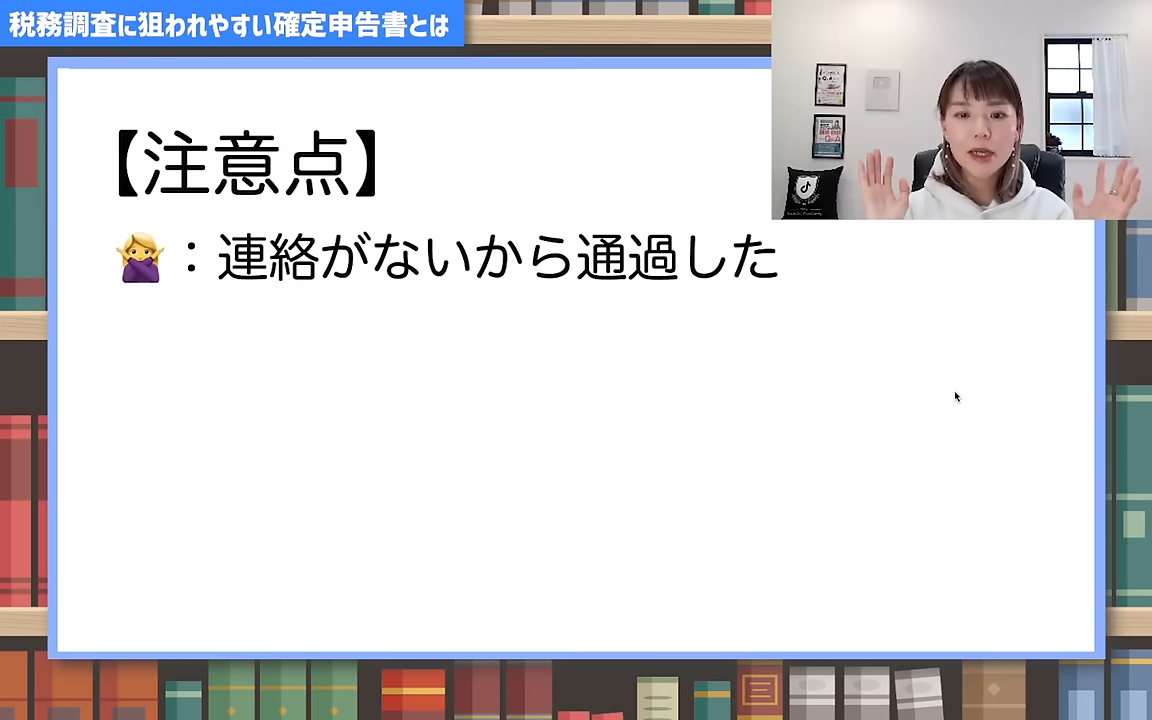 税務調査に狙われやすい確定申告書とは
【注意点】
🙅‍♀️：連絡がないから通過した